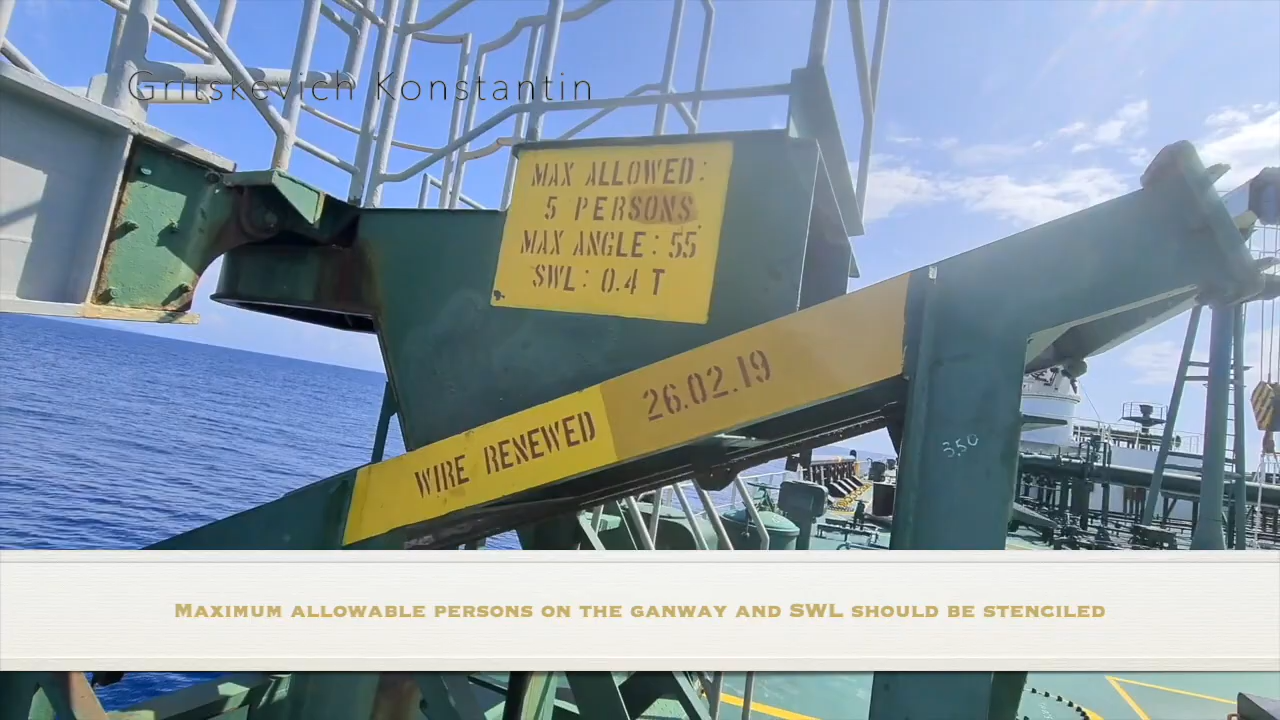 Gritskevich Konstantin
MAX ALLOWED:
5 PERSONS
MAX ANGLE: 55
SWL: 0.4 T
WIRE RENEWED 26.02.19
350
Maximum allowable persons on the ganway and SWL should be stenciled